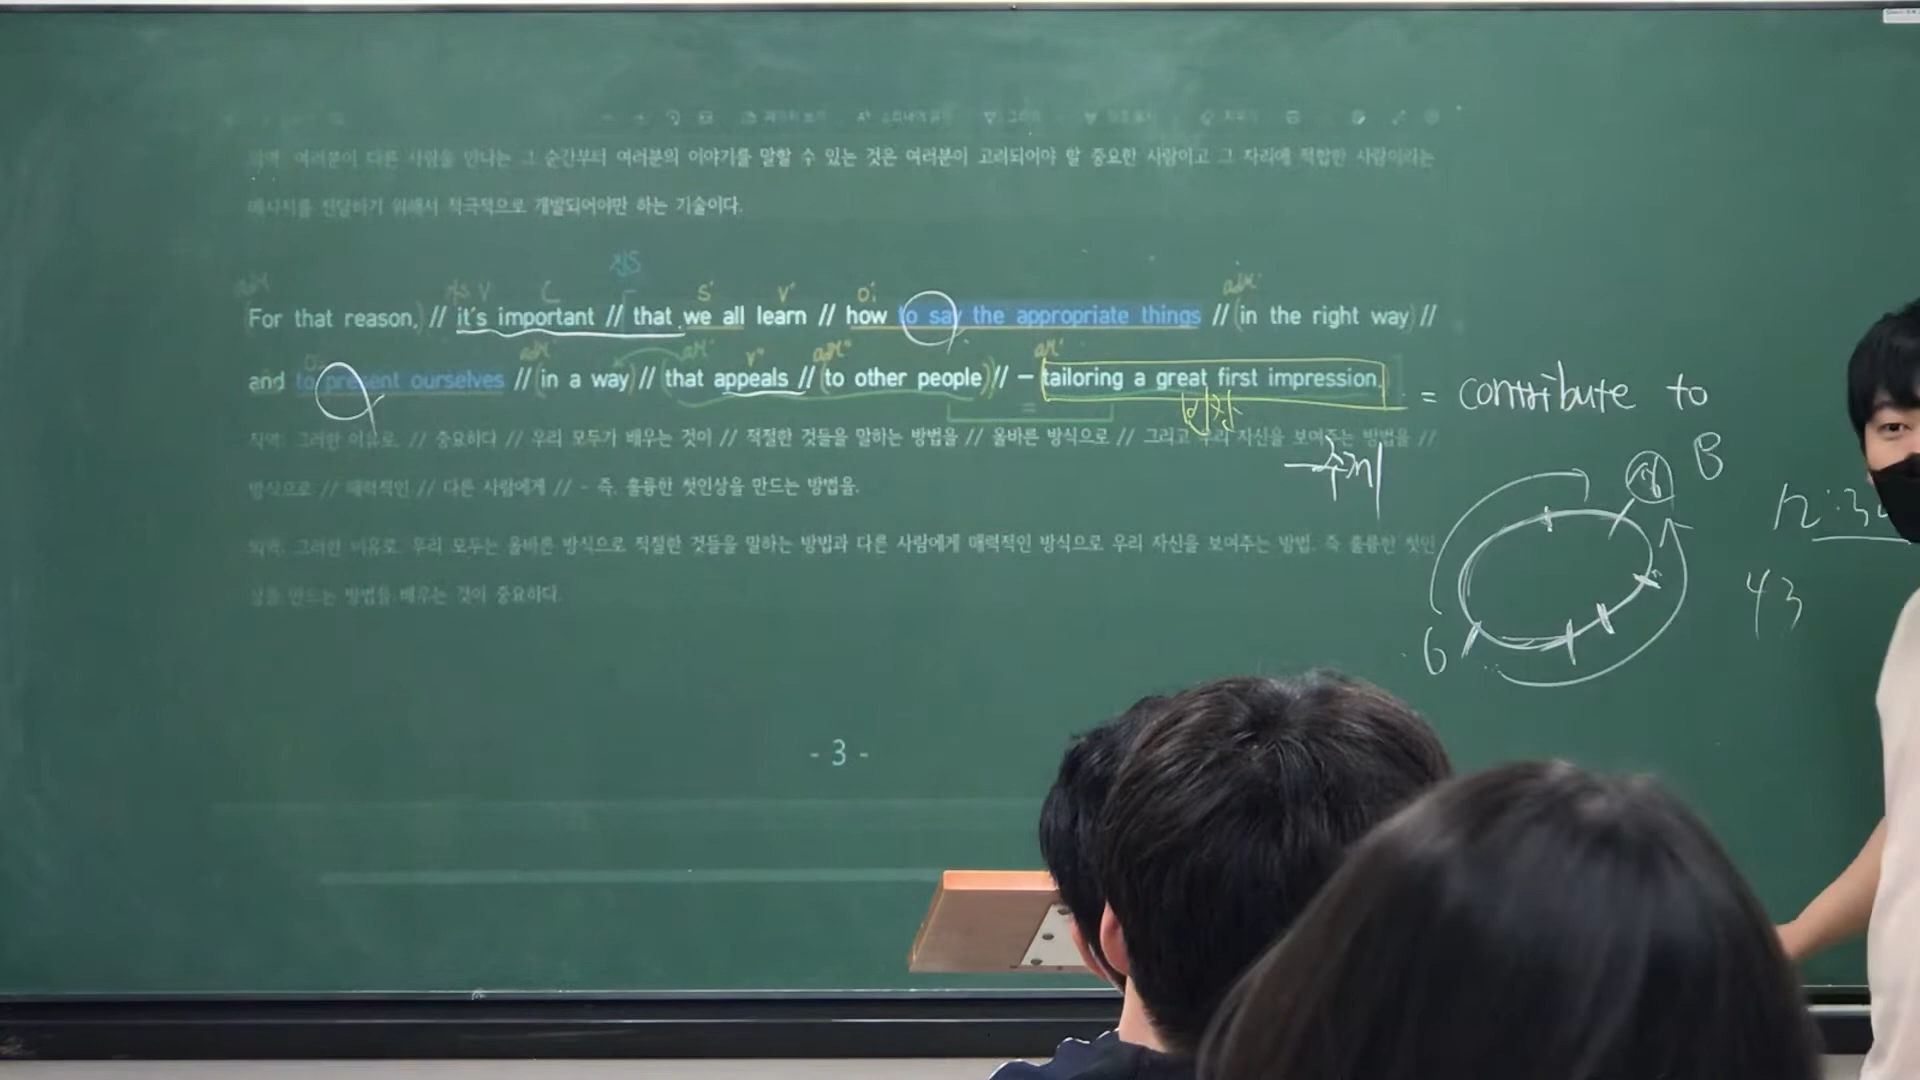 의역: 여러분이 다른 사람을 만나는 그 순간부터 여러분의 이야기를 말할 수 있는 것은 여러분이 고려되어야 할 중요한 사람이고 그 자리에 적합한 사람이라는
메시지를 전달하기 위해서 적극적으로 개발되어야만 하는 기술이다.
진S
adv V C S' V' O' adv'
For that reason, // it's important // that we all learn // how to say the appropriate things // (in the right way) //
adv V" adv"
and to present ourselves // (in a way) // (that appeals // (to other people)) // – tailoring a great first impression.
= contribute to
직역: 그러한 이유로, // 중요하다 // 우리 모두가 배우는 것이 // 적절한 것들을 말하는 방법을 // 올바른 방식으로 // 그리고 우리 자신을 보여주는 방법을 //
방식으로 // 매력적인 // 다른 사람에게 // – 즉, 훌륭한 첫인상을 만드는 방법을.
주제
B
의역: 그러한 이유로, 우리 모두는 올바른 방식으로 적절한 것들을 말하는 방법과 다른 사람에게 매력적인 방식으로 우리 자신을 보여주는 방법, 즉 훌륭한 첫인
상을 만드는 방법을 배우는 것이 중요하다.
43
6
- 3 -